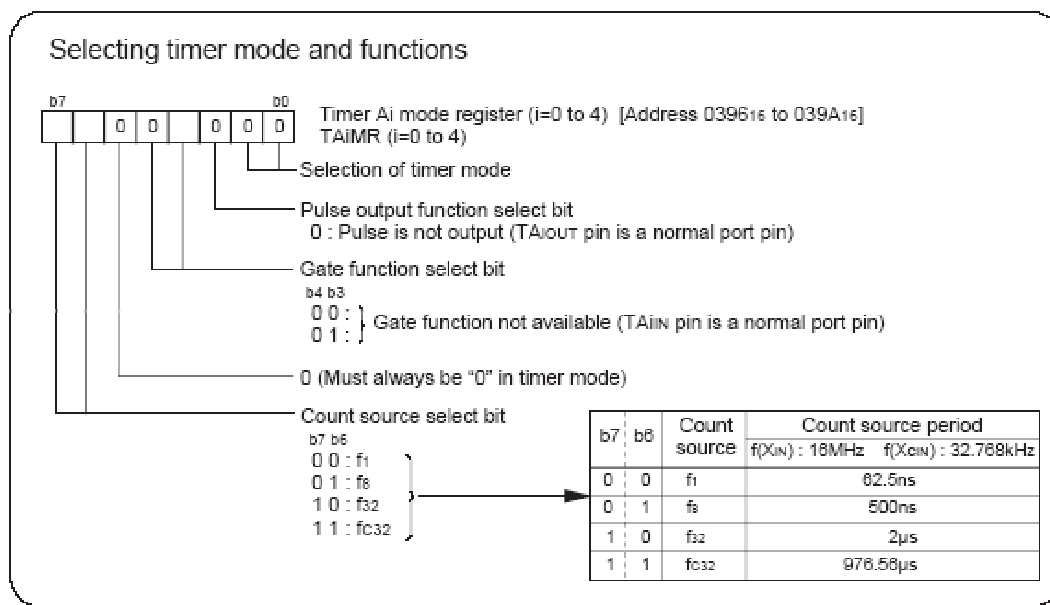 Selecting timer mode and functions
b7 b0
0 0 0 0 0
Timer Ai mode register (i=0 to 4) [Address 039616 to 039A16]
TAiMR (i=0 to 4)
Selection of timer mode
Pulse output function select bit
0 : Pulse is not output (TAiOUT pin is a normal port pin)
Gate function select bit
b4 b3
0 0 :
0 1 :
Gate function not available (TAiIN pin is a normal port pin)
0 (Must always be “0” in timer mode)
Count source select bit
b7 b6
0 0 : f1
0 1 : f8
1 0 : f32
1 1 : fC32
b7 b6 Count source Count source period
f(XIN) : 16MHz f(XCIN) : 32.768kHz
0 0 f1 62.5ns
0 1 f8 500ns
1 0 f32 2µs
1 1 fC32 976.56µs